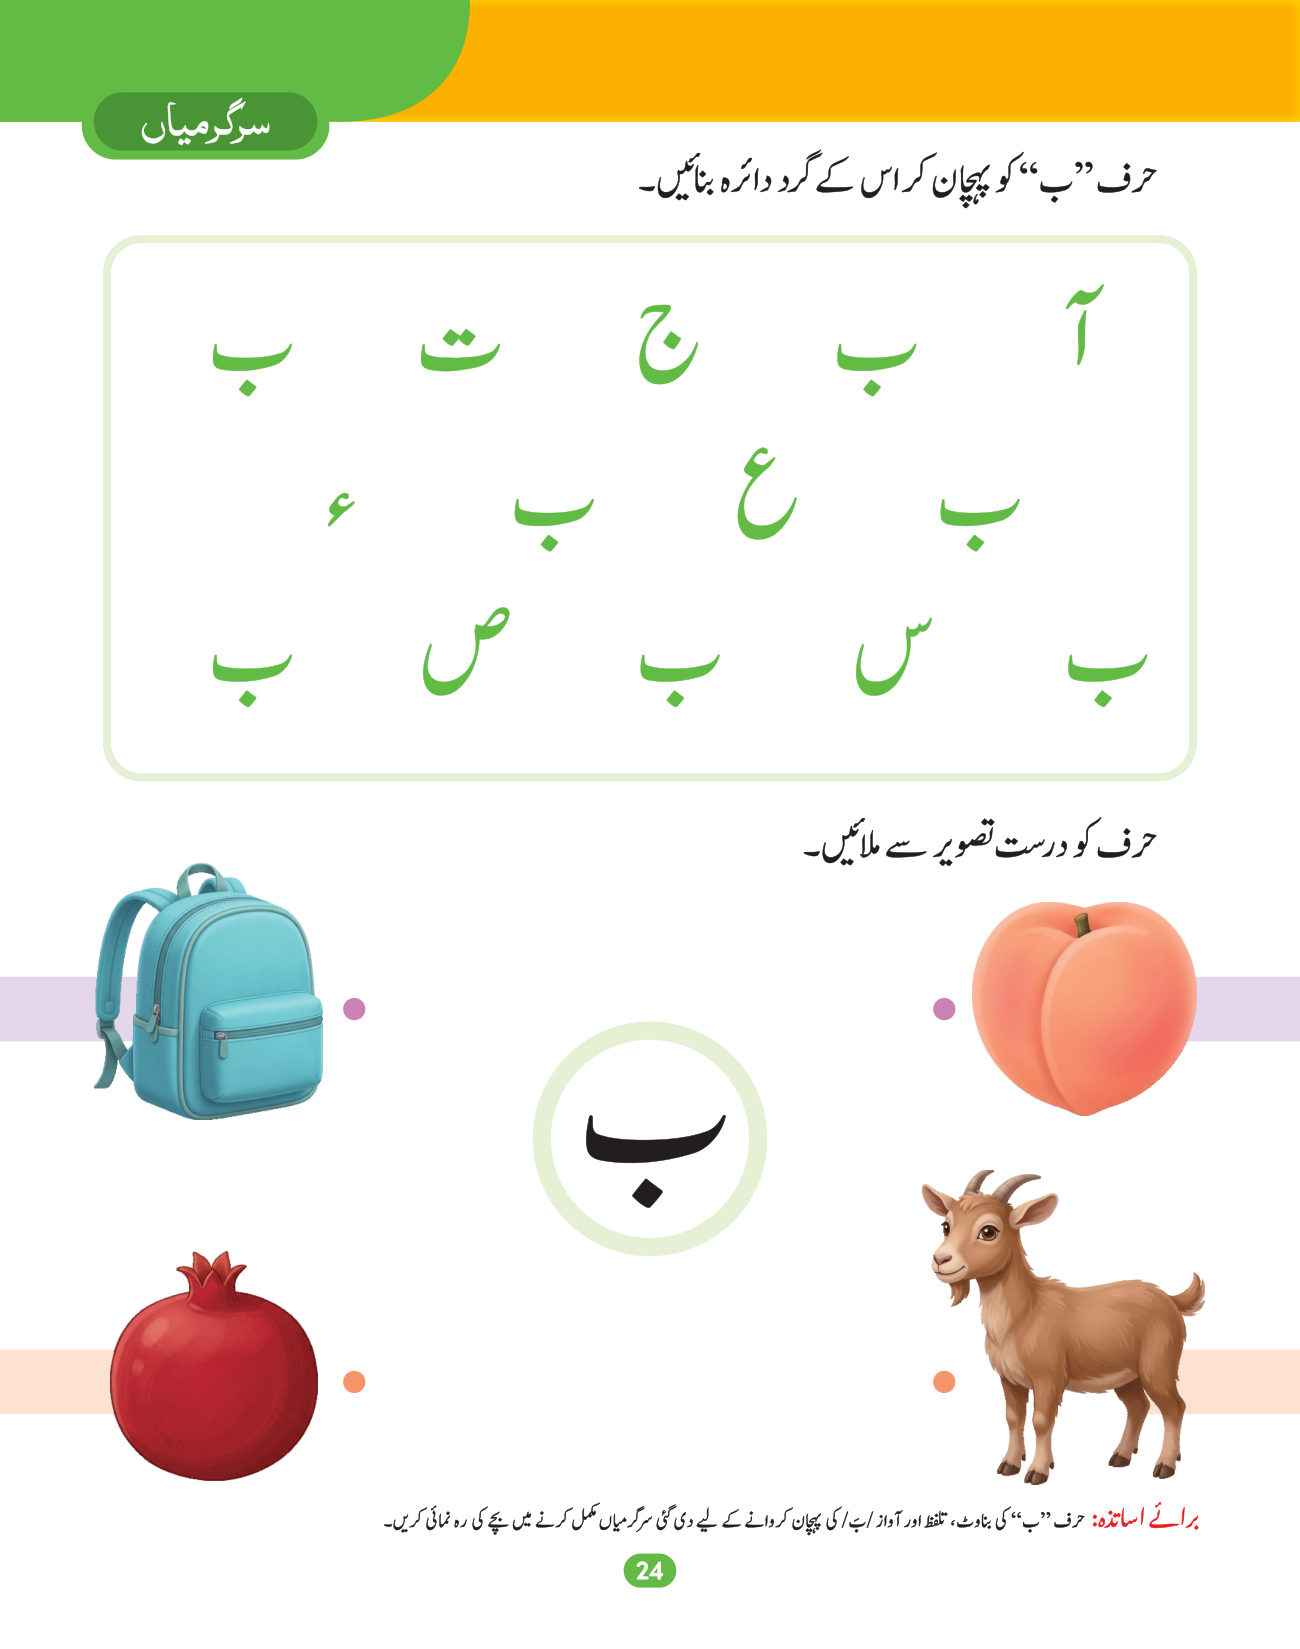 سرگرمیاں
حرف ”ب“ کو پہچان کر اس کے گرد دائرہ بنائیں۔
آ ب ج ت ب
ب ع ب ء
ب س ب ص ب
حرف کو درست تصویر سے ملائیں۔
ب
برائے اساتذہ: حرف ”ب“ کی بناوٹ، تلفظ اور آواز /بَ/ کی پہچان کروانے کے لیے دی گئی سرگرمیاں مکمل کرنے میں بچے کی رہ نمائی کریں۔
24